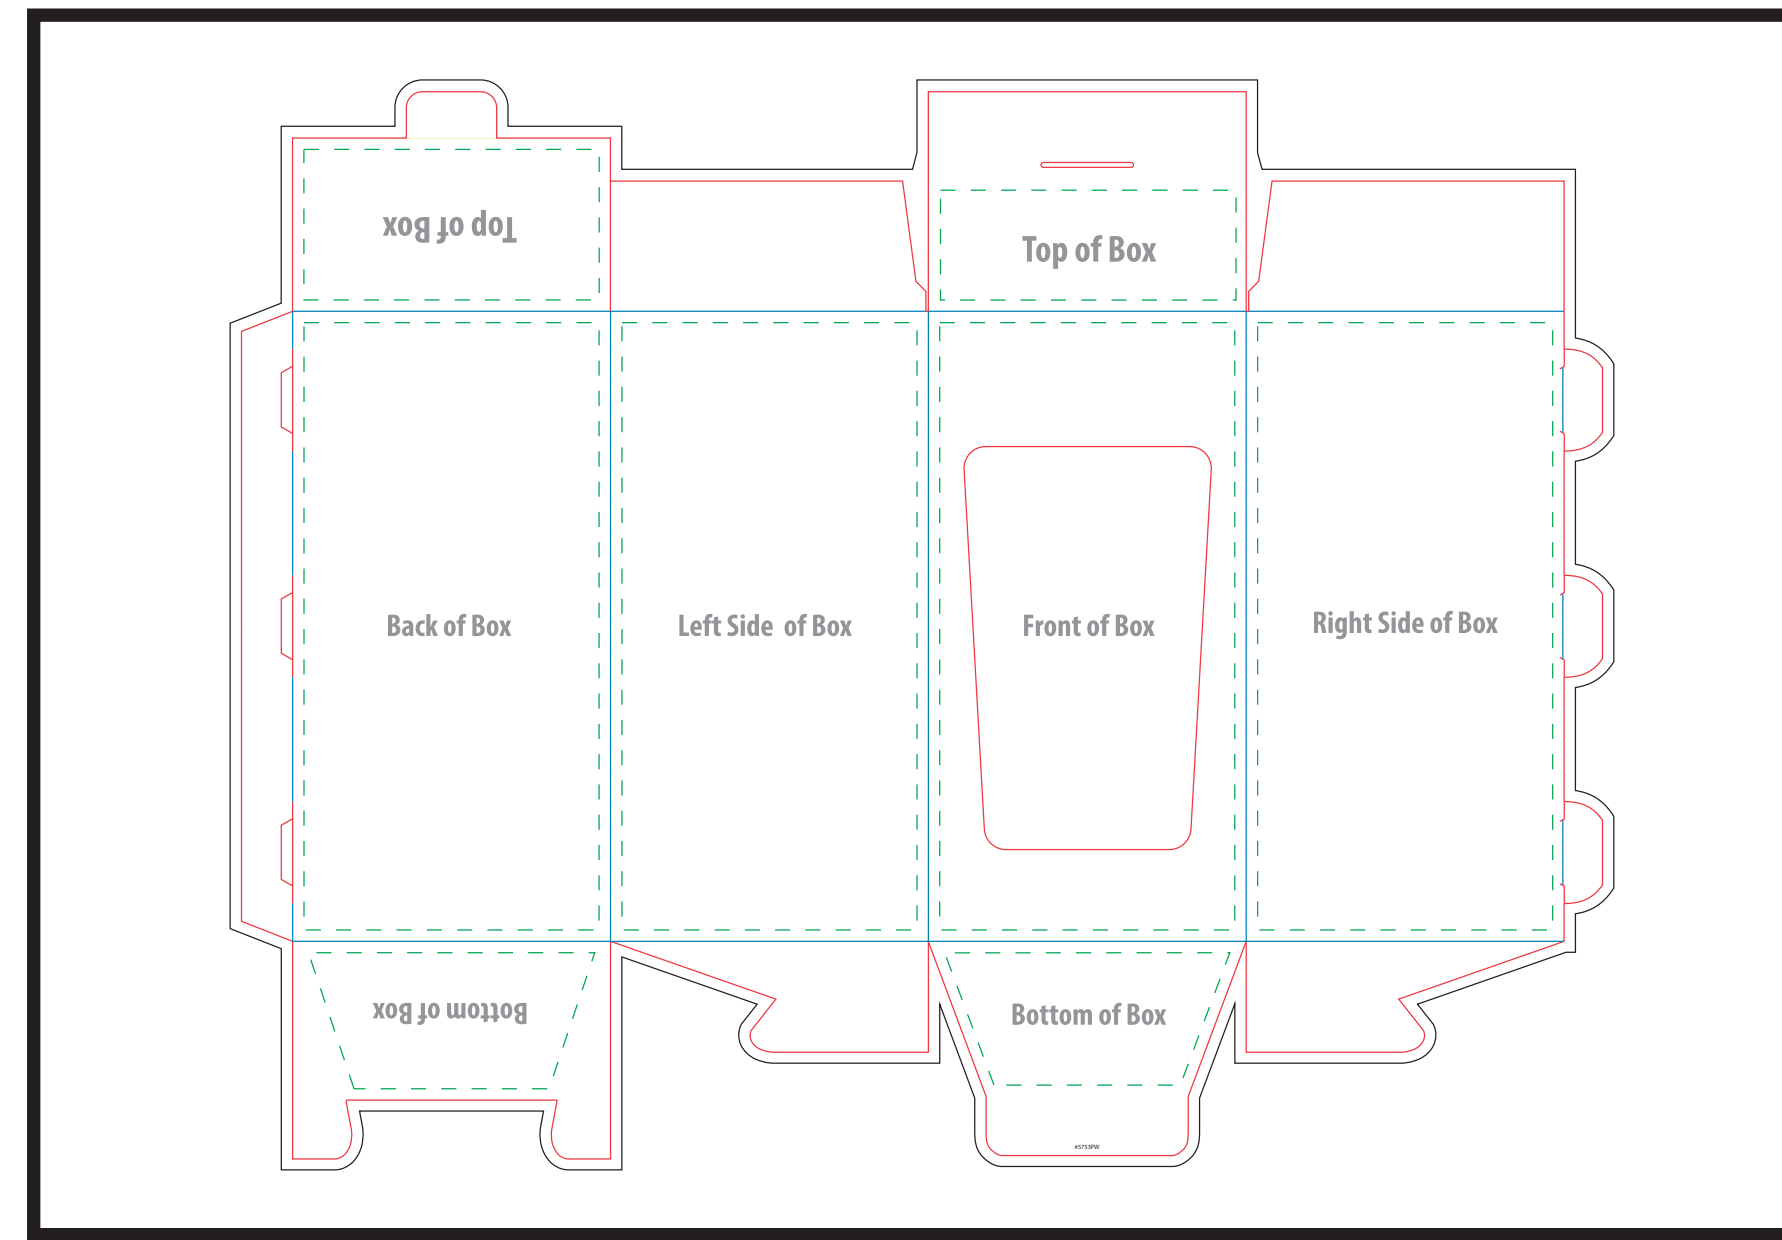 Top of Box
Top of Box
Back of Box
Left Side of Box
Front of Box
Right Side of Box
Bottom of Box
Bottom of Box
#5753PW